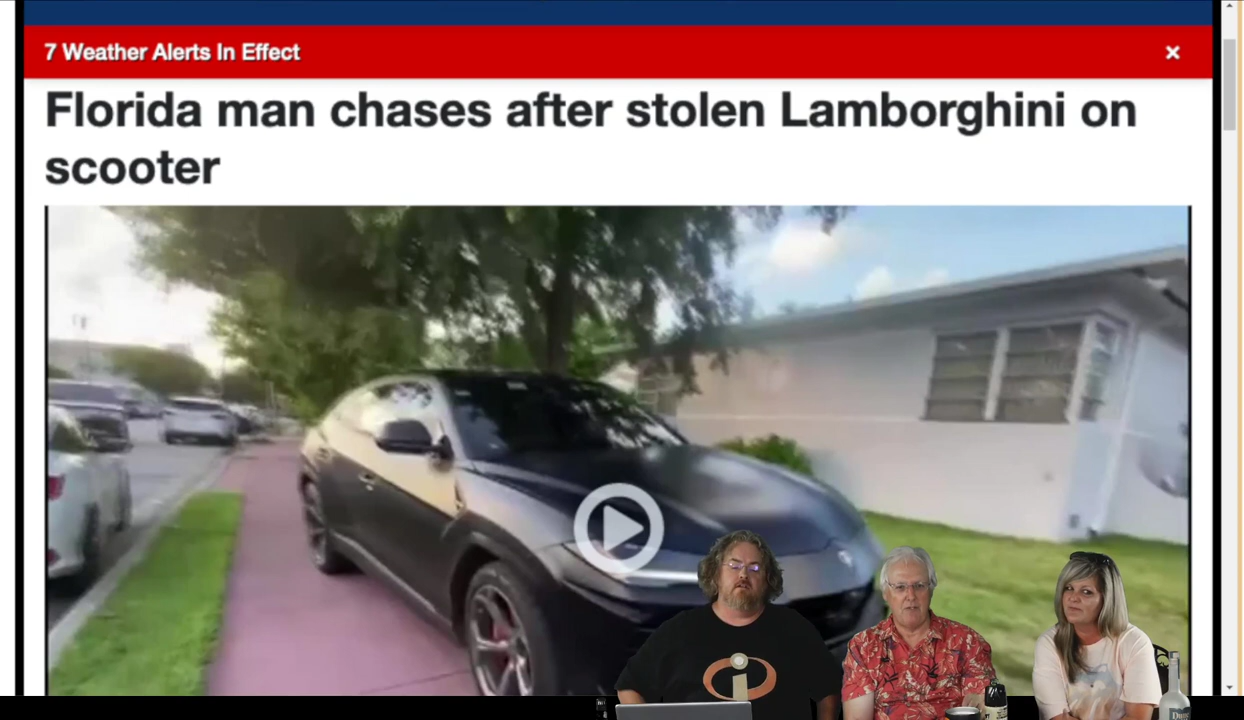 7 Weather Alerts In Effect ×
Florida man chases after stolen Lamborghini on
scooter